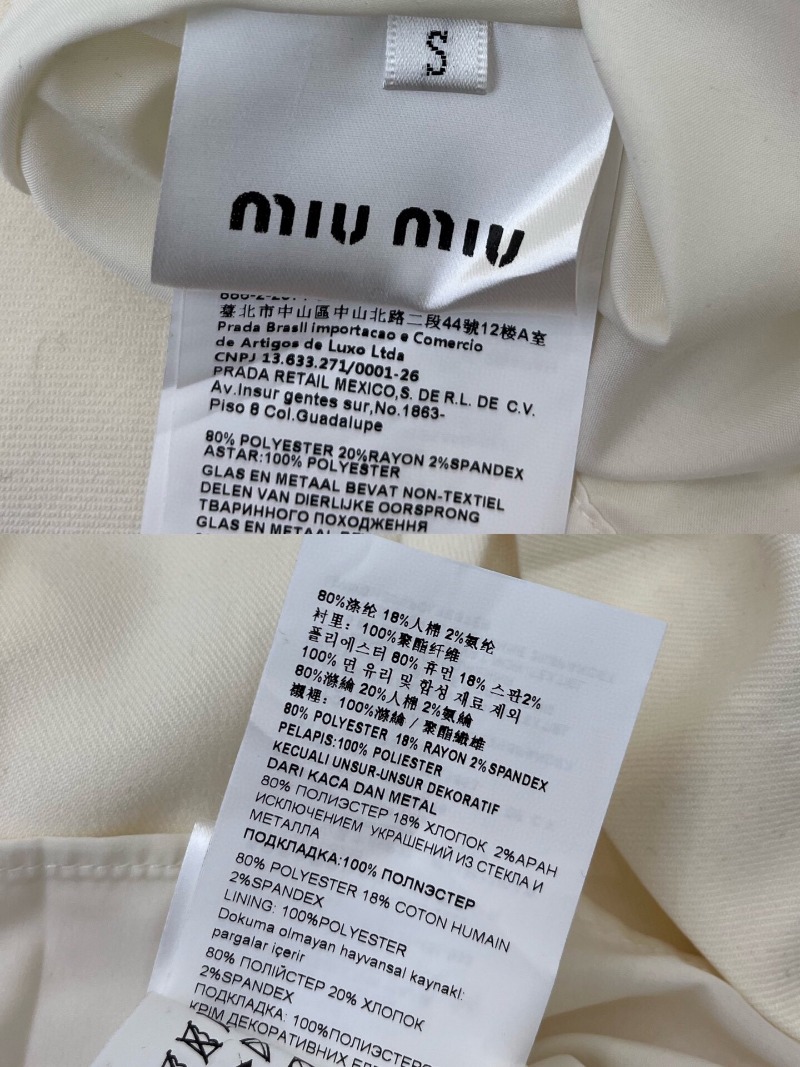 S
miu miu
臺北市中山區中山北路二段44號12楼A室
Prada Brasil importacao e Comercio
de Artigos de Luxo Ltda
CNPJ 13.633.271/0001-26
PRADA RETAIL MEXICO,S. DE R.L. DE C.V.
Av.Insur gentes sur,No.1863-
Piso 8 Col.Guadalupe
80% POLYESTER 20%RAYON 2%SPANDEX
ASTAR:100% POLYESTER
GLAS EN METAAL BEVAT NON-TEXTIEL
DELEN VAN DIERLIJKE OORSPRONG
ТВАРИННОГО ПОХОДЖЕННЯ
GLAS EN METAAL
80%涤纶 18%人棉 2%氨纶
衬里：100%聚酯纤维
플리에스터 80% 휴먼 18% 스판2%
100% 면 유리 및 합성 재료 제외
80%滌綸 20%人棉 2%氨綸
襯裡：100%滌綸 / 聚酯纖維
80% POLYESTER 18% RAYON 2%SPANDEX
PELAPIS:100% POLIESTER
KECUALI UNSUR-UNSUR DEKORATIF
DARI KACA DAN METAL
80% ПОЛИЭСТЕР 18% ХЛОПОК 2%АРАН
ИСКЛЮЧЕНИЕМ УКРАШЕНИЙ ИЗ СТЕКЛА И
МЕТАЛЛА
ПОДКЛАДКА:100% ПОЛNЭСТЕР
80% POLYESTER 18% COTON HUMAIN
2%SPANDEX
LINING: 100%POLYESTER
Dokuma olmayan hayvansal kaynaki:
pargalar içerir
80% ПОЛІЙСТЕР 20% ХЛОПОК
2%SPANDEX
ПОДКЛАДКА: 100%ПОЛИЭСТЕР
КРІМ ДЕКОРАТИВНИХ